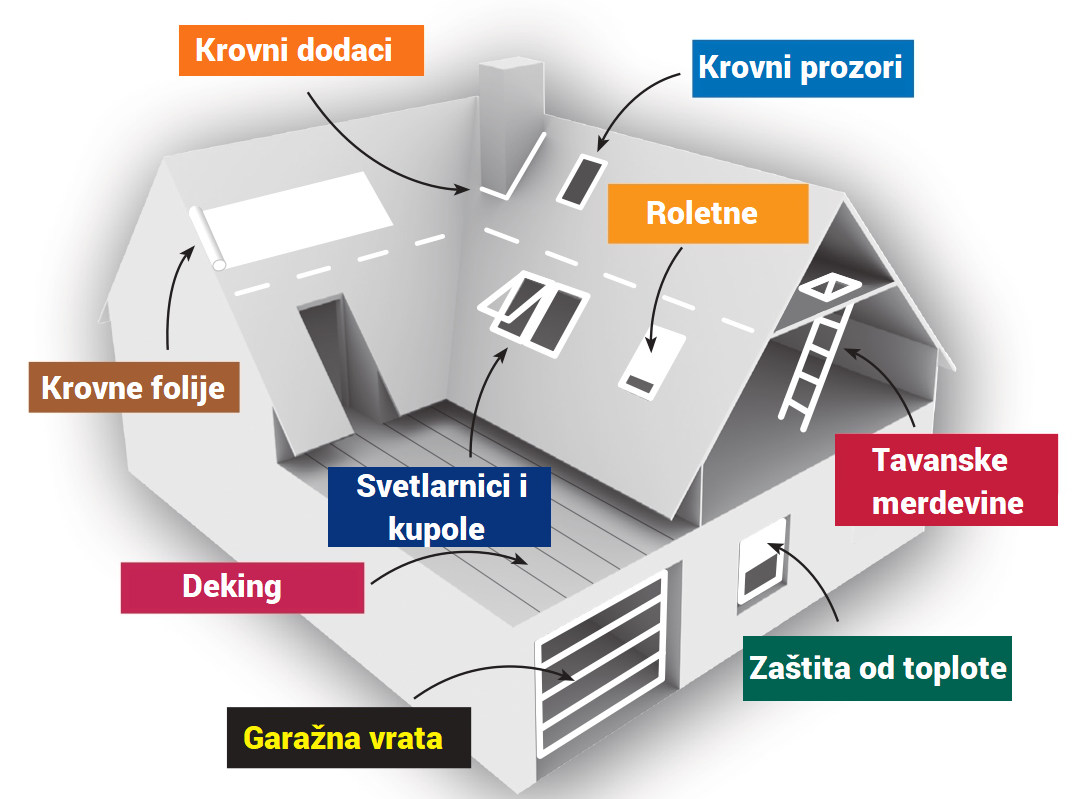 Krovni dodaci
Krovni prozori
Roletne
Krovne folije
Tavanske
merdevine
Svetlarnici i
kupole
Deking
Zaštita od toplote
Garažna vrata